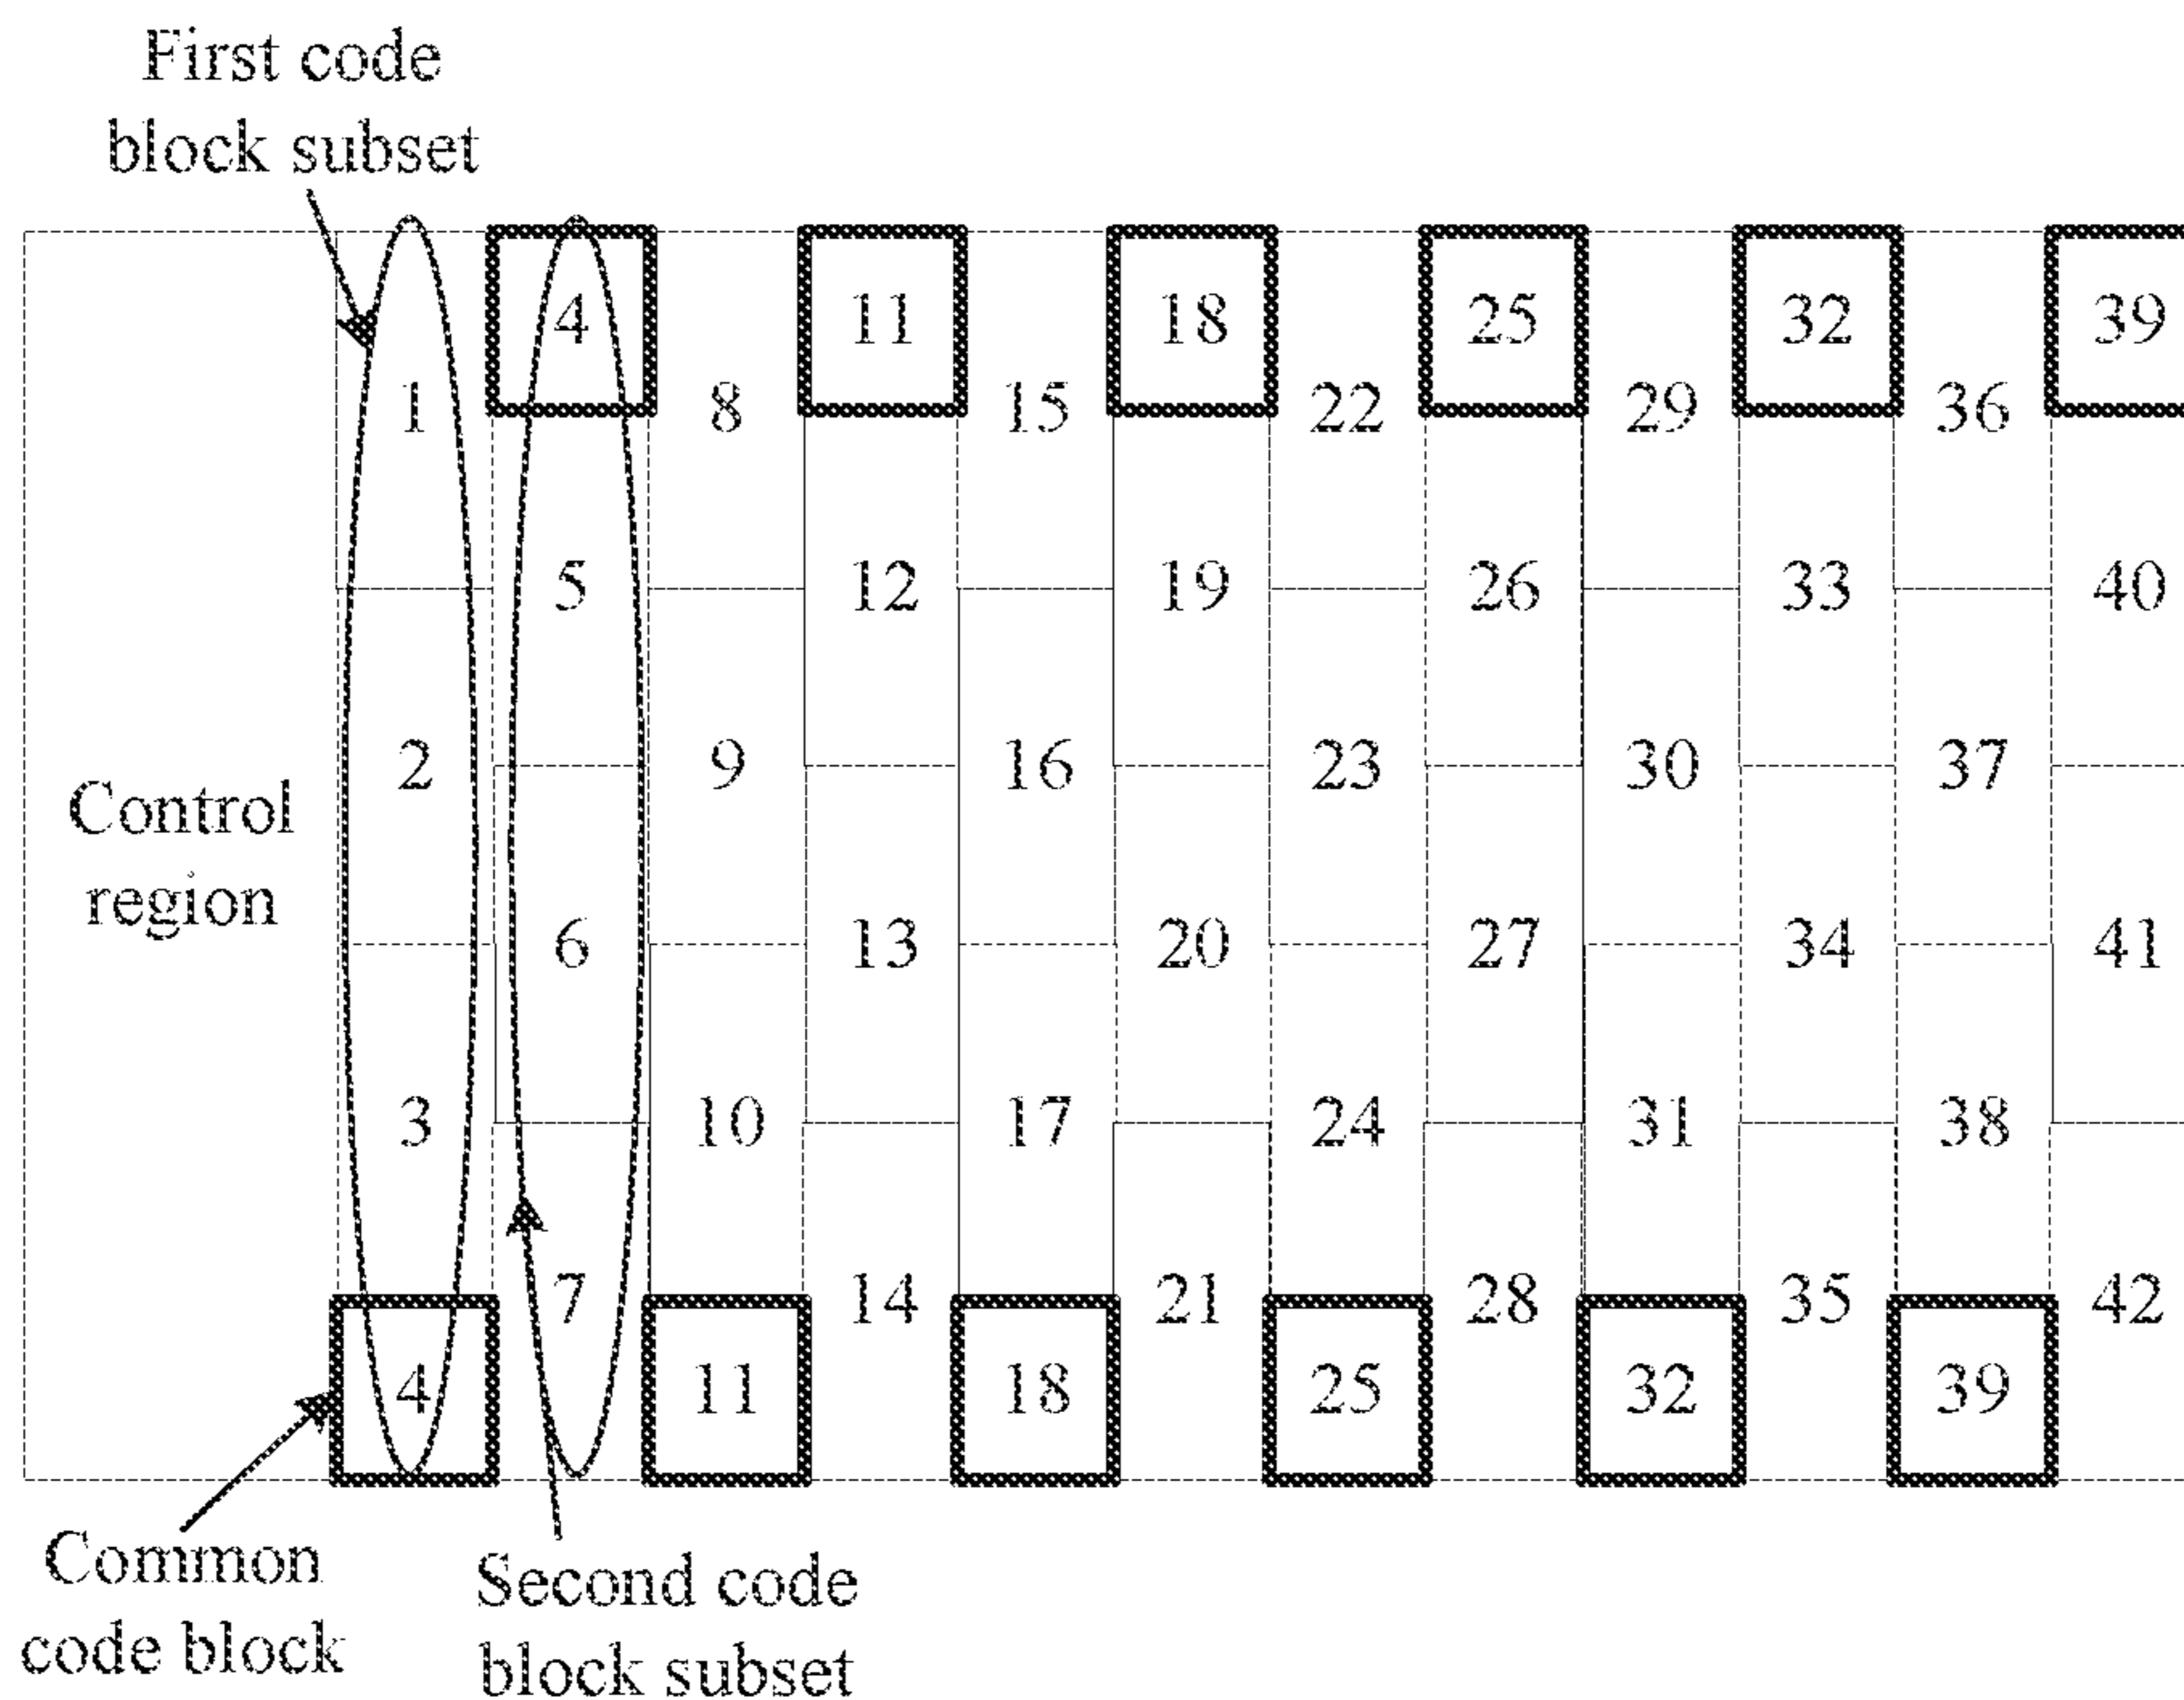 First code
block subset
4 11 18 25 32 39
1 8 15 22 29 36
5 12 19 26 33 40
2 9 16 23 30 37
Control
region
6 13 20 27 34 41
3 10 17 24 31 38
7 14 21 28 35 42
4 11 18 25 32 39
Common
code block
Second code
block subset